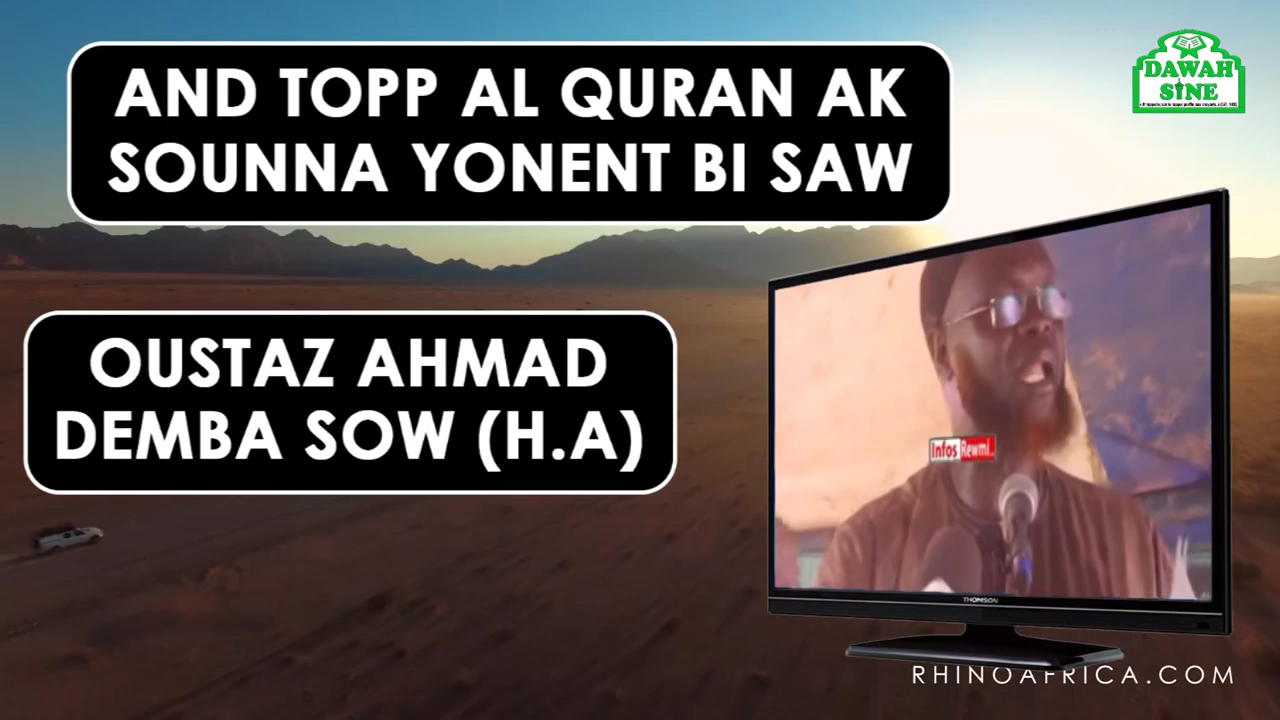 AND TOPP AL QURAN AK
SOUNNA YONENT BI SAW
DAWAH
SINE
OUSTAZ AHMAD
DEMBA SOW (H.A)
Infos Rewmi
THOMSON
RHINOAFRICA.COM